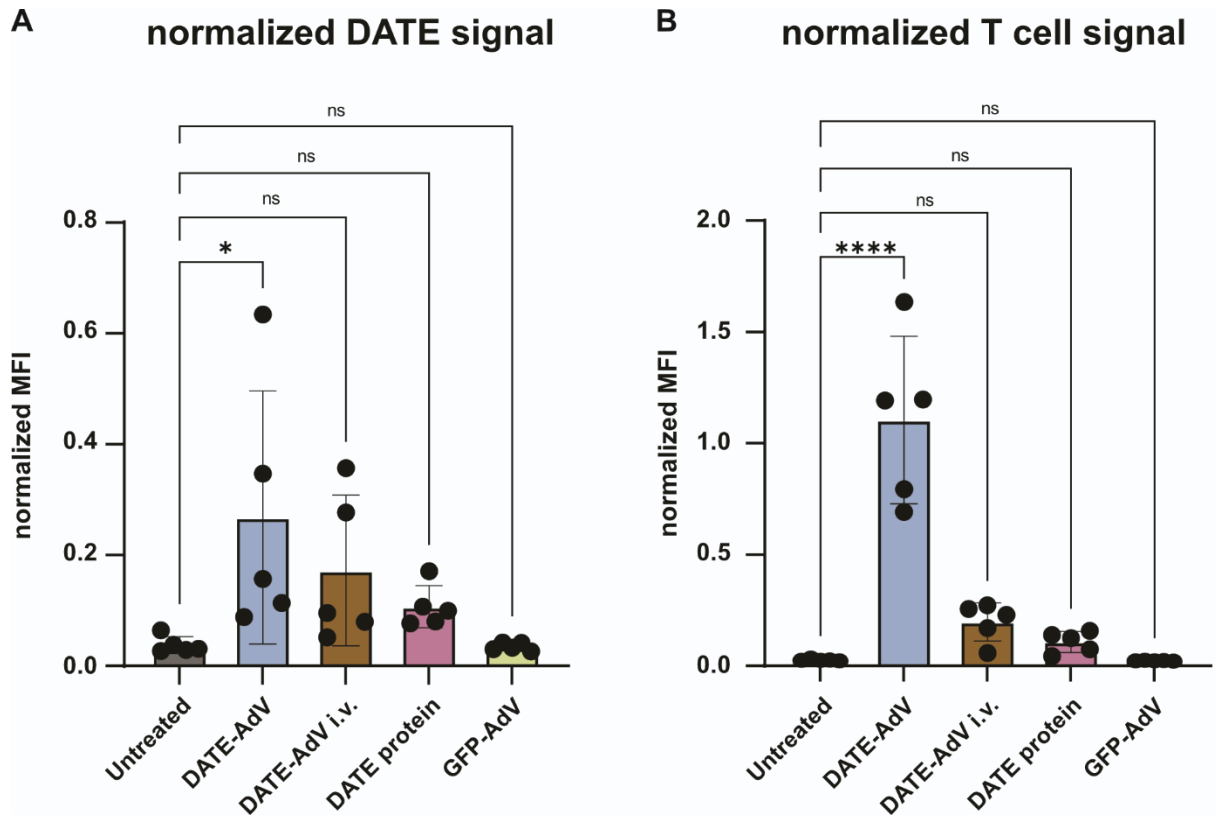 A
normalized DATE signal
ns
ns
ns
*
0.8
0.6
0.4
0.2
0.0
normalized MFI
Untreated
DATE-AdV
DATE-AdV i.v.
DATE protein
GFP-AdV
B
normalized T cell signal
ns
ns
ns
****
2.0
1.5
1.0
0.5
0.0
normalized MFI
Untreated
DATE-AdV
DATE-AdV i.v.
DATE protein
GFP-AdV